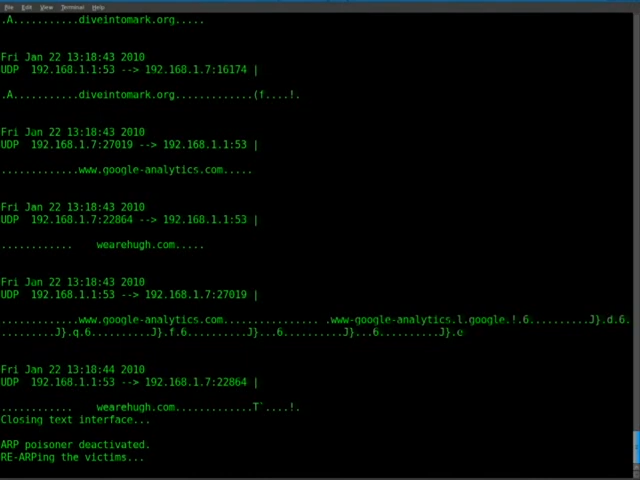 File Edit View Terminal Help
.A...........diveintomark.org.....
Fri Jan 22 13:18:43 2010
UDP  192.168.1.1:53 --> 192.168.1.7:16174 |
.A...........diveintomark.org.............(f....!.
Fri Jan 22 13:18:43 2010
UDP  192.168.1.7:27019 --> 192.168.1.1:53 |
.............www.google-analytics.com.....
Fri Jan 22 13:18:43 2010
UDP  192.168.1.7:22864 --> 192.168.1.1:53 |
............    wearehugh.com.....
Fri Jan 22 13:18:43 2010
UDP  192.168.1.1:53 --> 192.168.1.7:27019 |
.............www.google-analytics.com................ .www-google-analytics.l.google.!.6..........J}.d.6.
.........J}.q.6..........J}.f.6..........J}...6..........J}...6..........J}.e
Fri Jan 22 13:18:44 2010
UDP  192.168.1.1:53 --> 192.168.1.7:22864 |
............    wearehugh.com.............T`....!.
Closing text interface...
ARP poisoner deactivated.
RE-ARPing the victims...